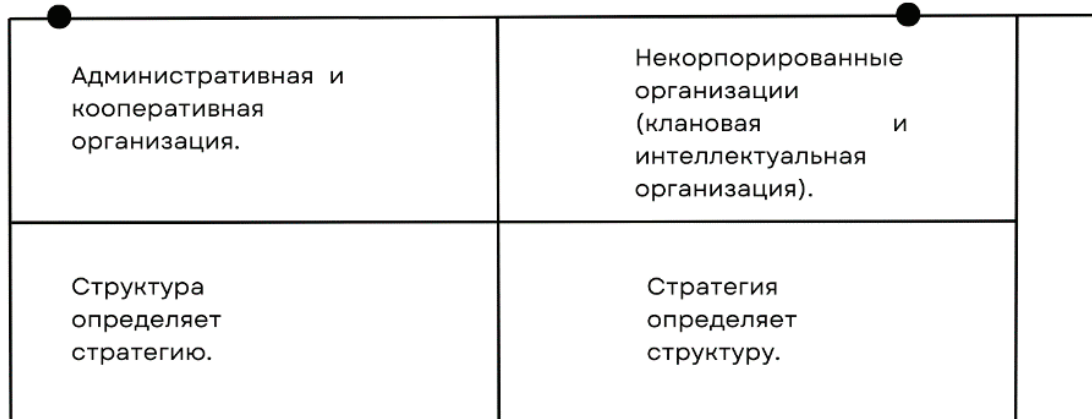 Административная и
кооперативная
организация.
Некорпорированные
организации
(клановая и
интеллектуальная
организация).
Структура
определяет
стратегию.
Стратегия
определяет
структуру.